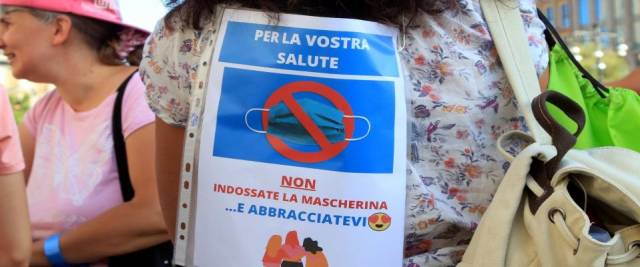 PER LA VOSTRA
SALUTE
NON
INDOSSATE LA MASCHERINA
...E ABBRACCIATEVI😍